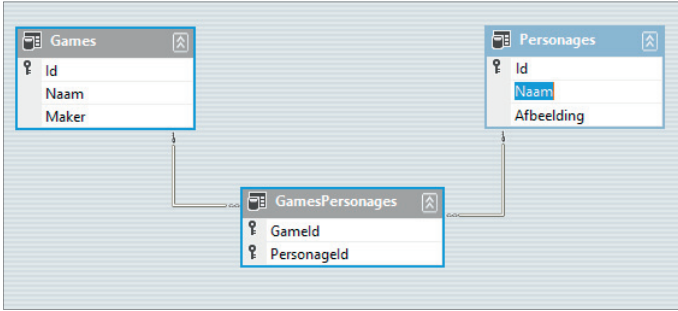 Games
Id
Naam
Maker
Personages
Id
Naam
Afbeelding
GamesPersonages
GameId
PersonageId